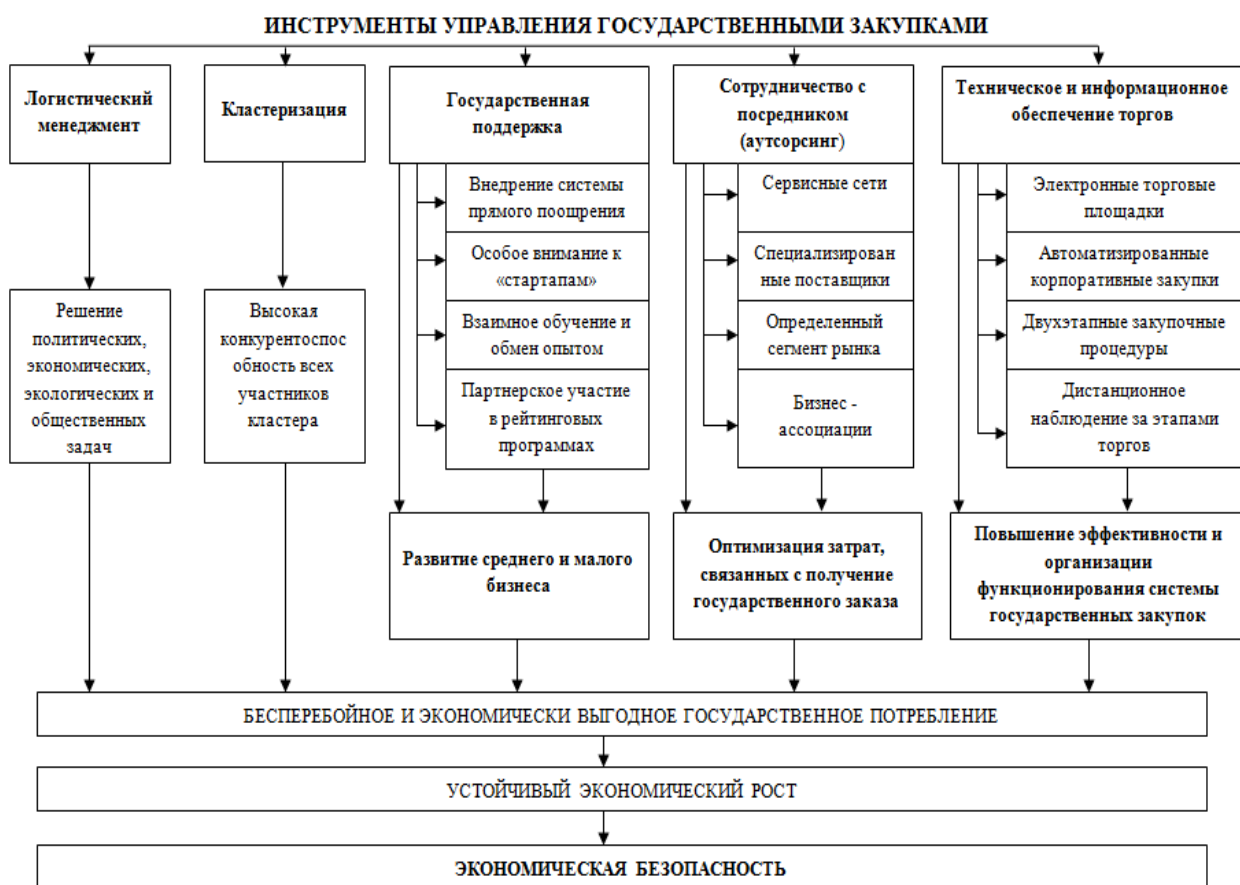 ИНСТРУМЕНТЫ УПРАВЛЕНИЯ ГОСУДАРСТВЕННЫМИ ЗАКУПКАМИ
Логистический
менеджмент
Кластеризация
Государственная
поддержка
Сотрудничество с
посредником
(аутсорсинг)
Техническое и информационное
обеспечение торгов
Решение
политических,
экономических,
экологических и
общественных
задач
Высокая
конкурентоспос
обность всех
участников
кластера
Внедрение системы
прямого поощрения
Особое внимание к
«стартапам»
Взаимное обучение и
обмен опытом
Партнерское участие
в рейтинговых
программах
Сервисные сети
Специализирован
ные поставщики
Определенный
сегмент рынка
Бизнес -
ассоциации
Электронные торговые
площадки
Автоматизированные
корпоративные закупки
Двухэтапные закупочные
процедуры
Дистанционное
наблюдение за этапами
торгов
Развитие среднего и малого
бизнеса
Оптимизация затрат,
связанных с получение
государственного заказа
Повышение эффективности и
организации
функционирования системы
государственных закупок
БЕСПЕРЕБОЙНОЕ И ЭКОНОМИЧЕСКИ ВЫГОДНОЕ ГОСУДАРСТВЕННОЕ ПОТРЕБЛЕНИЕ
УСТОЙЧИВЫЙ ЭКОНОМИЧЕСКИЙ РОСТ
ЭКОНОМИЧЕСКАЯ БЕЗОПАСНОСТЬ